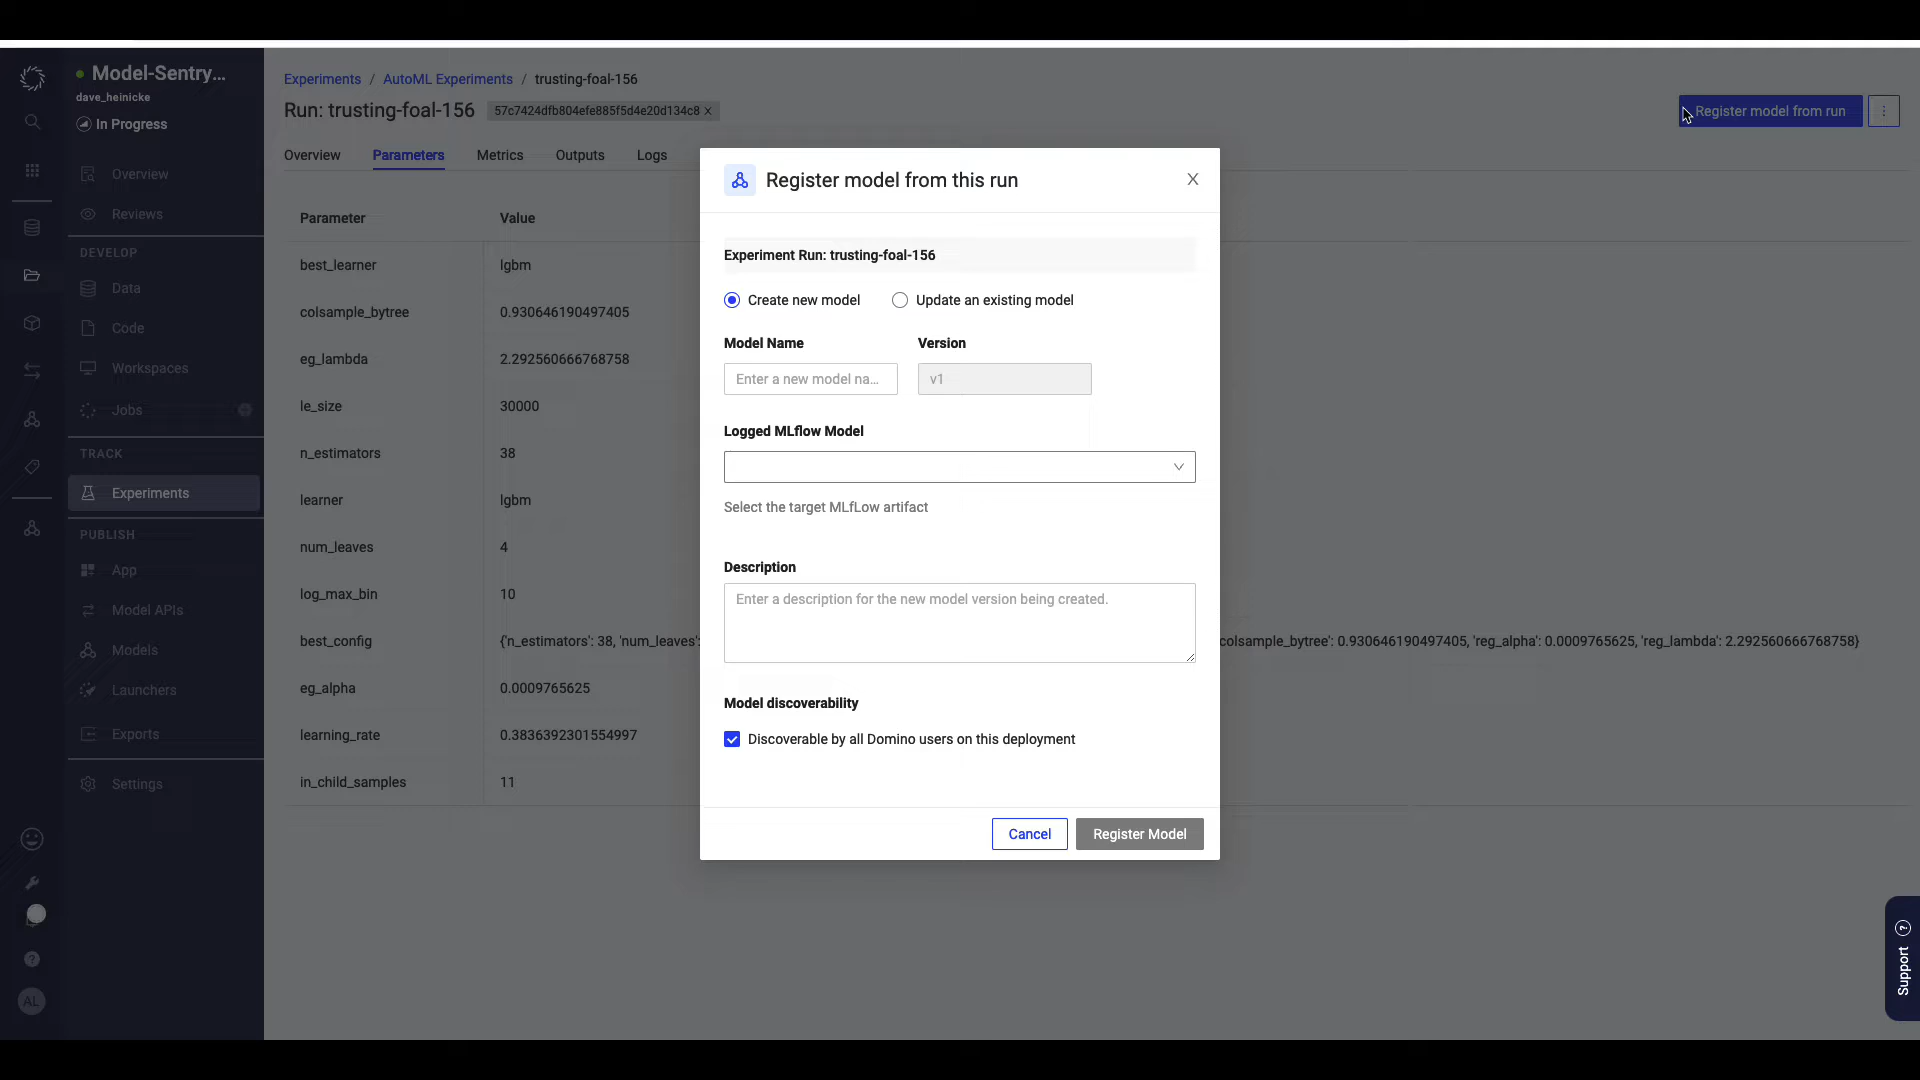 Model-Sentry...
dave_heinicke
In Progress
Overview
Reviews
DEVELOP
Data
Code
Workspaces
Jobs
TRACK
Experiments
PUBLISH
App
Model APIs
Models
Launchers
Exports
Settings
AL
Experiments / AutoML Experiments / trusting-foal-156
Run: trusting-foal-156 57c7424dfb804efe885f5d4e20d134c8
Register model from run
Overview Parameters Metrics Outputs Logs
Parameter Value
best_learner lgbm
colsample_bytree 0.930646190497405
eg_lambda 2.292560666768758
le_size 30000
n_estimators 38
learner lgbm
num_leaves 4
log_max_bin 10
best_config {'n_estimators': 38, 'num_leaves': colsample_bytree': 0.930646190497405, 'reg_alpha': 0.0009765625, 'reg_lambda': 2.292560666768758}
eg_alpha 0.0009765625
learning_rate 0.3836392301554997
in_child_samples 11
Register model from this run
Experiment Run: trusting-foal-156
Create new model Update an existing model
Model Name Version
Enter a new model na... v1
Logged MLflow Model
Select the target MLfLow artifact
Description
Enter a description for the new model version being created.
Model discoverability
Discoverable by all Domino users on this deployment
Cancel Register Model
Support